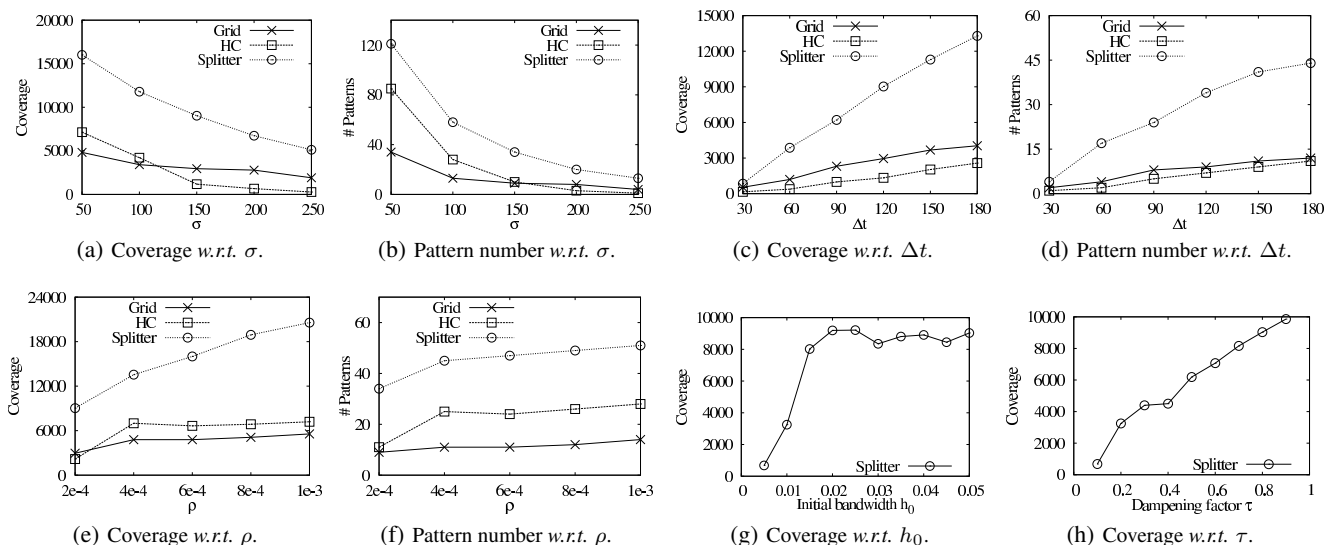 20000
15000
10000
5000
0
Coverage
50 100 150 200 250
σ
Grid
HC
Splitter
(a) Coverage w.r.t. σ.
120
80
40
0
# Patterns
50 100 150 200 250
σ
Grid
HC
Splitter
(b) Pattern number w.r.t. σ.
15000
12000
9000
6000
3000
0
Coverage
30 60 90 120 150 180
Δt
Grid
HC
Splitter
(c) Coverage w.r.t. Δt.
60
45
30
15
0
# Patterns
30 60 90 120 150 180
Δt
Grid
HC
Splitter
(d) Pattern number w.r.t. Δt.
24000
18000
12000
6000
0
Coverage
2e-4 4e-4 6e-4 8e-4 1e-3
ρ
Grid
HC
Splitter
(e) Coverage w.r.t. ρ.
60
40
20
0
# Patterns
2e-4 4e-4 6e-4 8e-4 1e-3
ρ
Grid
HC
Splitter
(f) Pattern number w.r.t. ρ.
10000
8000
6000
4000
2000
0
Coverage
0 0.01 0.02 0.03 0.04 0.05
Initial bandwidth h0
Splitter
(g) Coverage w.r.t. h0.
10000
8000
6000
4000
2000
0
Coverage
0 0.2 0.4 0.6 0.8 1
Dampening factor τ
Splitter
(h) Coverage w.r.t. τ.